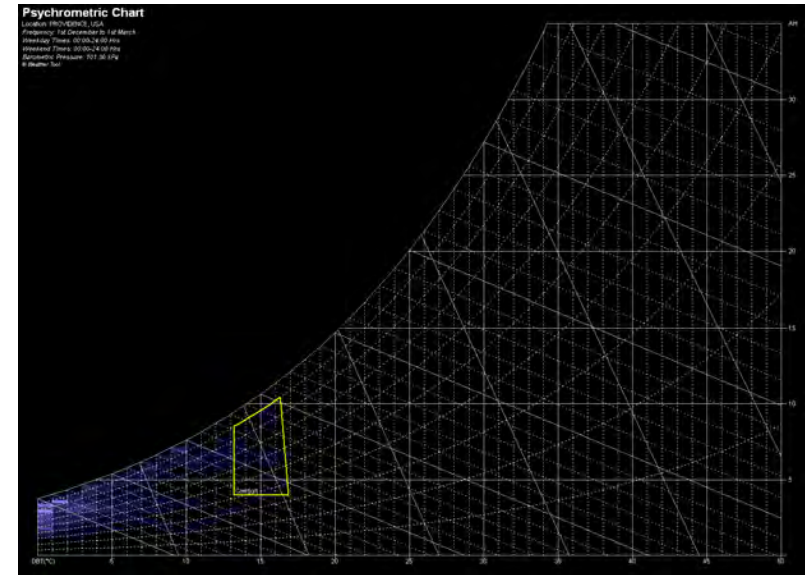 Psychrometric Chart
Location: PROVIDENCE, USA
Frequency: 1st December to 1st March
Weekday Times: 00:00-24:00 Hrs
Weekend Times: 00:00-24:00 Hrs
Barometric Pressure: 101.36 kPa
© Weather Tool
AH
30
25
20
15
10
5
Comfort
DBT(°C) 5 10 15 20 25 30 35 40 45 50